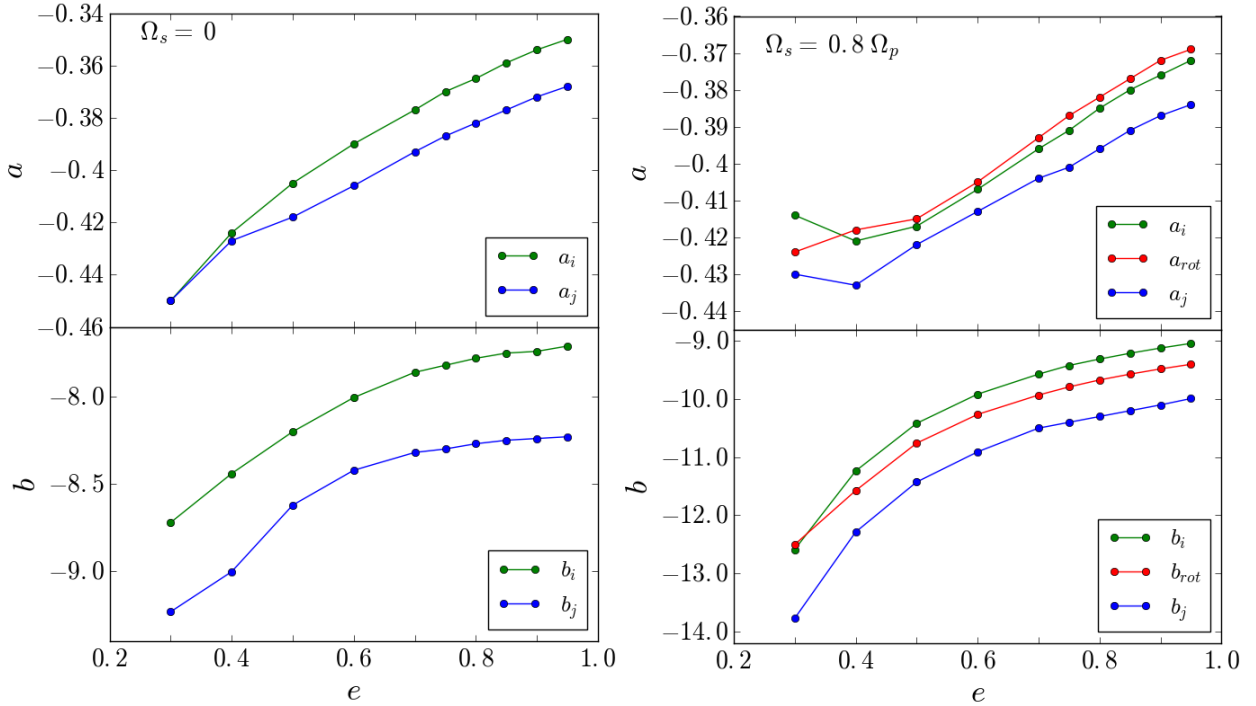 Ω_s = 0
a
−0.34
−0.36
−0.38
−0.4
−0.42
−0.44
−0.46
a_i
a_j
b
−8.0
−8.5
−9.0
b_i
b_j
0.2 0.4 0.6 0.8 1.0
e
Ω_s = 0.8 Ω_p
a
−0.36
−0.37
−0.38
−0.39
−0.4
−0.41
−0.42
−0.43
−0.44
a_i
a_rot
a_j
b
−9.0
−10.0
−11.0
−12.0
−13.0
−14.0
b_i
b_rot
b_j
0.2 0.4 0.6 0.8 1.0
e